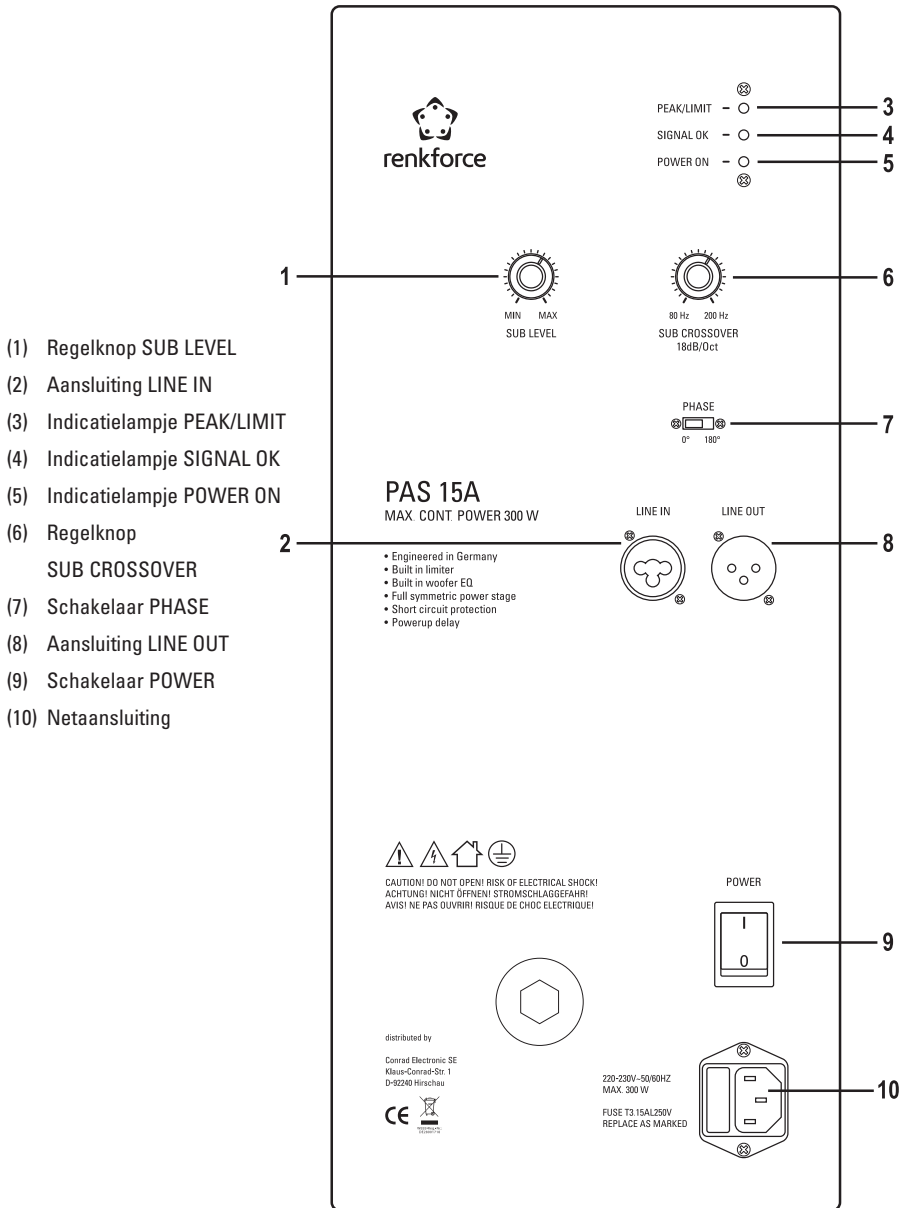 (1) Regelknop SUB LEVEL
(2) Aansluiting LINE IN
(3) Indicatielampje PEAK/LIMIT
(4) Indicatielampje SIGNAL OK
(5) Indicatielampje POWER ON
(6) Regelknop
SUB CROSSOVER
(7) Schakelaar PHASE
(8) Aansluiting LINE OUT
(9) Schakelaar POWER
(10) Netaansluiting
renkforce
PEAK/LIMIT
3
SIGNAL OK
4
POWER ON
5
1
MIN MAX
SUB LEVEL
6
80 Hz 200 Hz
SUB CROSSOVER
18dB/Oct
PHASE
7
0° 180°
PAS 15A
MAX. CONT. POWER 300 W
• Engineered in Germany
• Built in limiter
• Built in woofer EQ
• Full symmetric power stage
• Short circuit protection
• Powerup delay
LINE IN
LINE OUT
2
8
CAUTION! DO NOT OPEN! RISK OF ELECTRICAL SHOCK!
ACHTUNG! NICHT ÖFFNEN! STROMSCHLAGGEFAHR!
AVIS! NE PAS OUVRIR! RISQUE DE CHOC ELECTRIQUE!
POWER
I
0
9
distributed by
Conrad Electronic SE
Klaus-Conrad-Str. 1
D-92240 Hirschau
CE
220-230V~50/60HZ
MAX. 300 W
FUSE T3.15AL250V
REPLACE AS MARKED
10